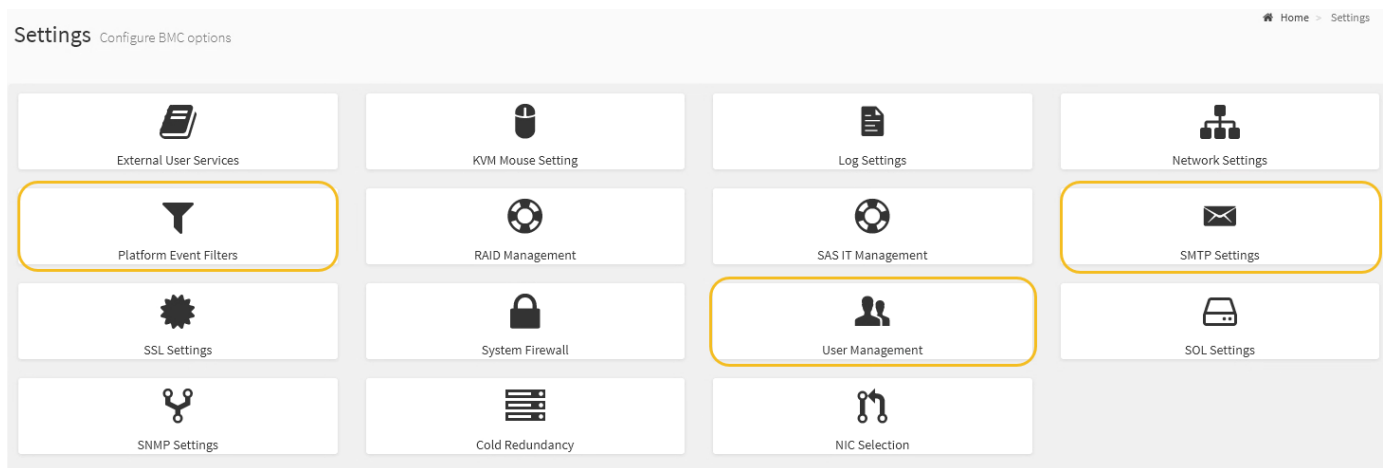 Home > Settings
Settings Configure BMC options
External User Services
KVM Mouse Setting
Log Settings
Network Settings
Platform Event Filters
RAID Management
SAS IT Management
SMTP Settings
SSL Settings
System Firewall
User Management
SOL Settings
SNMP Settings
Cold Redundancy
NIC Selection